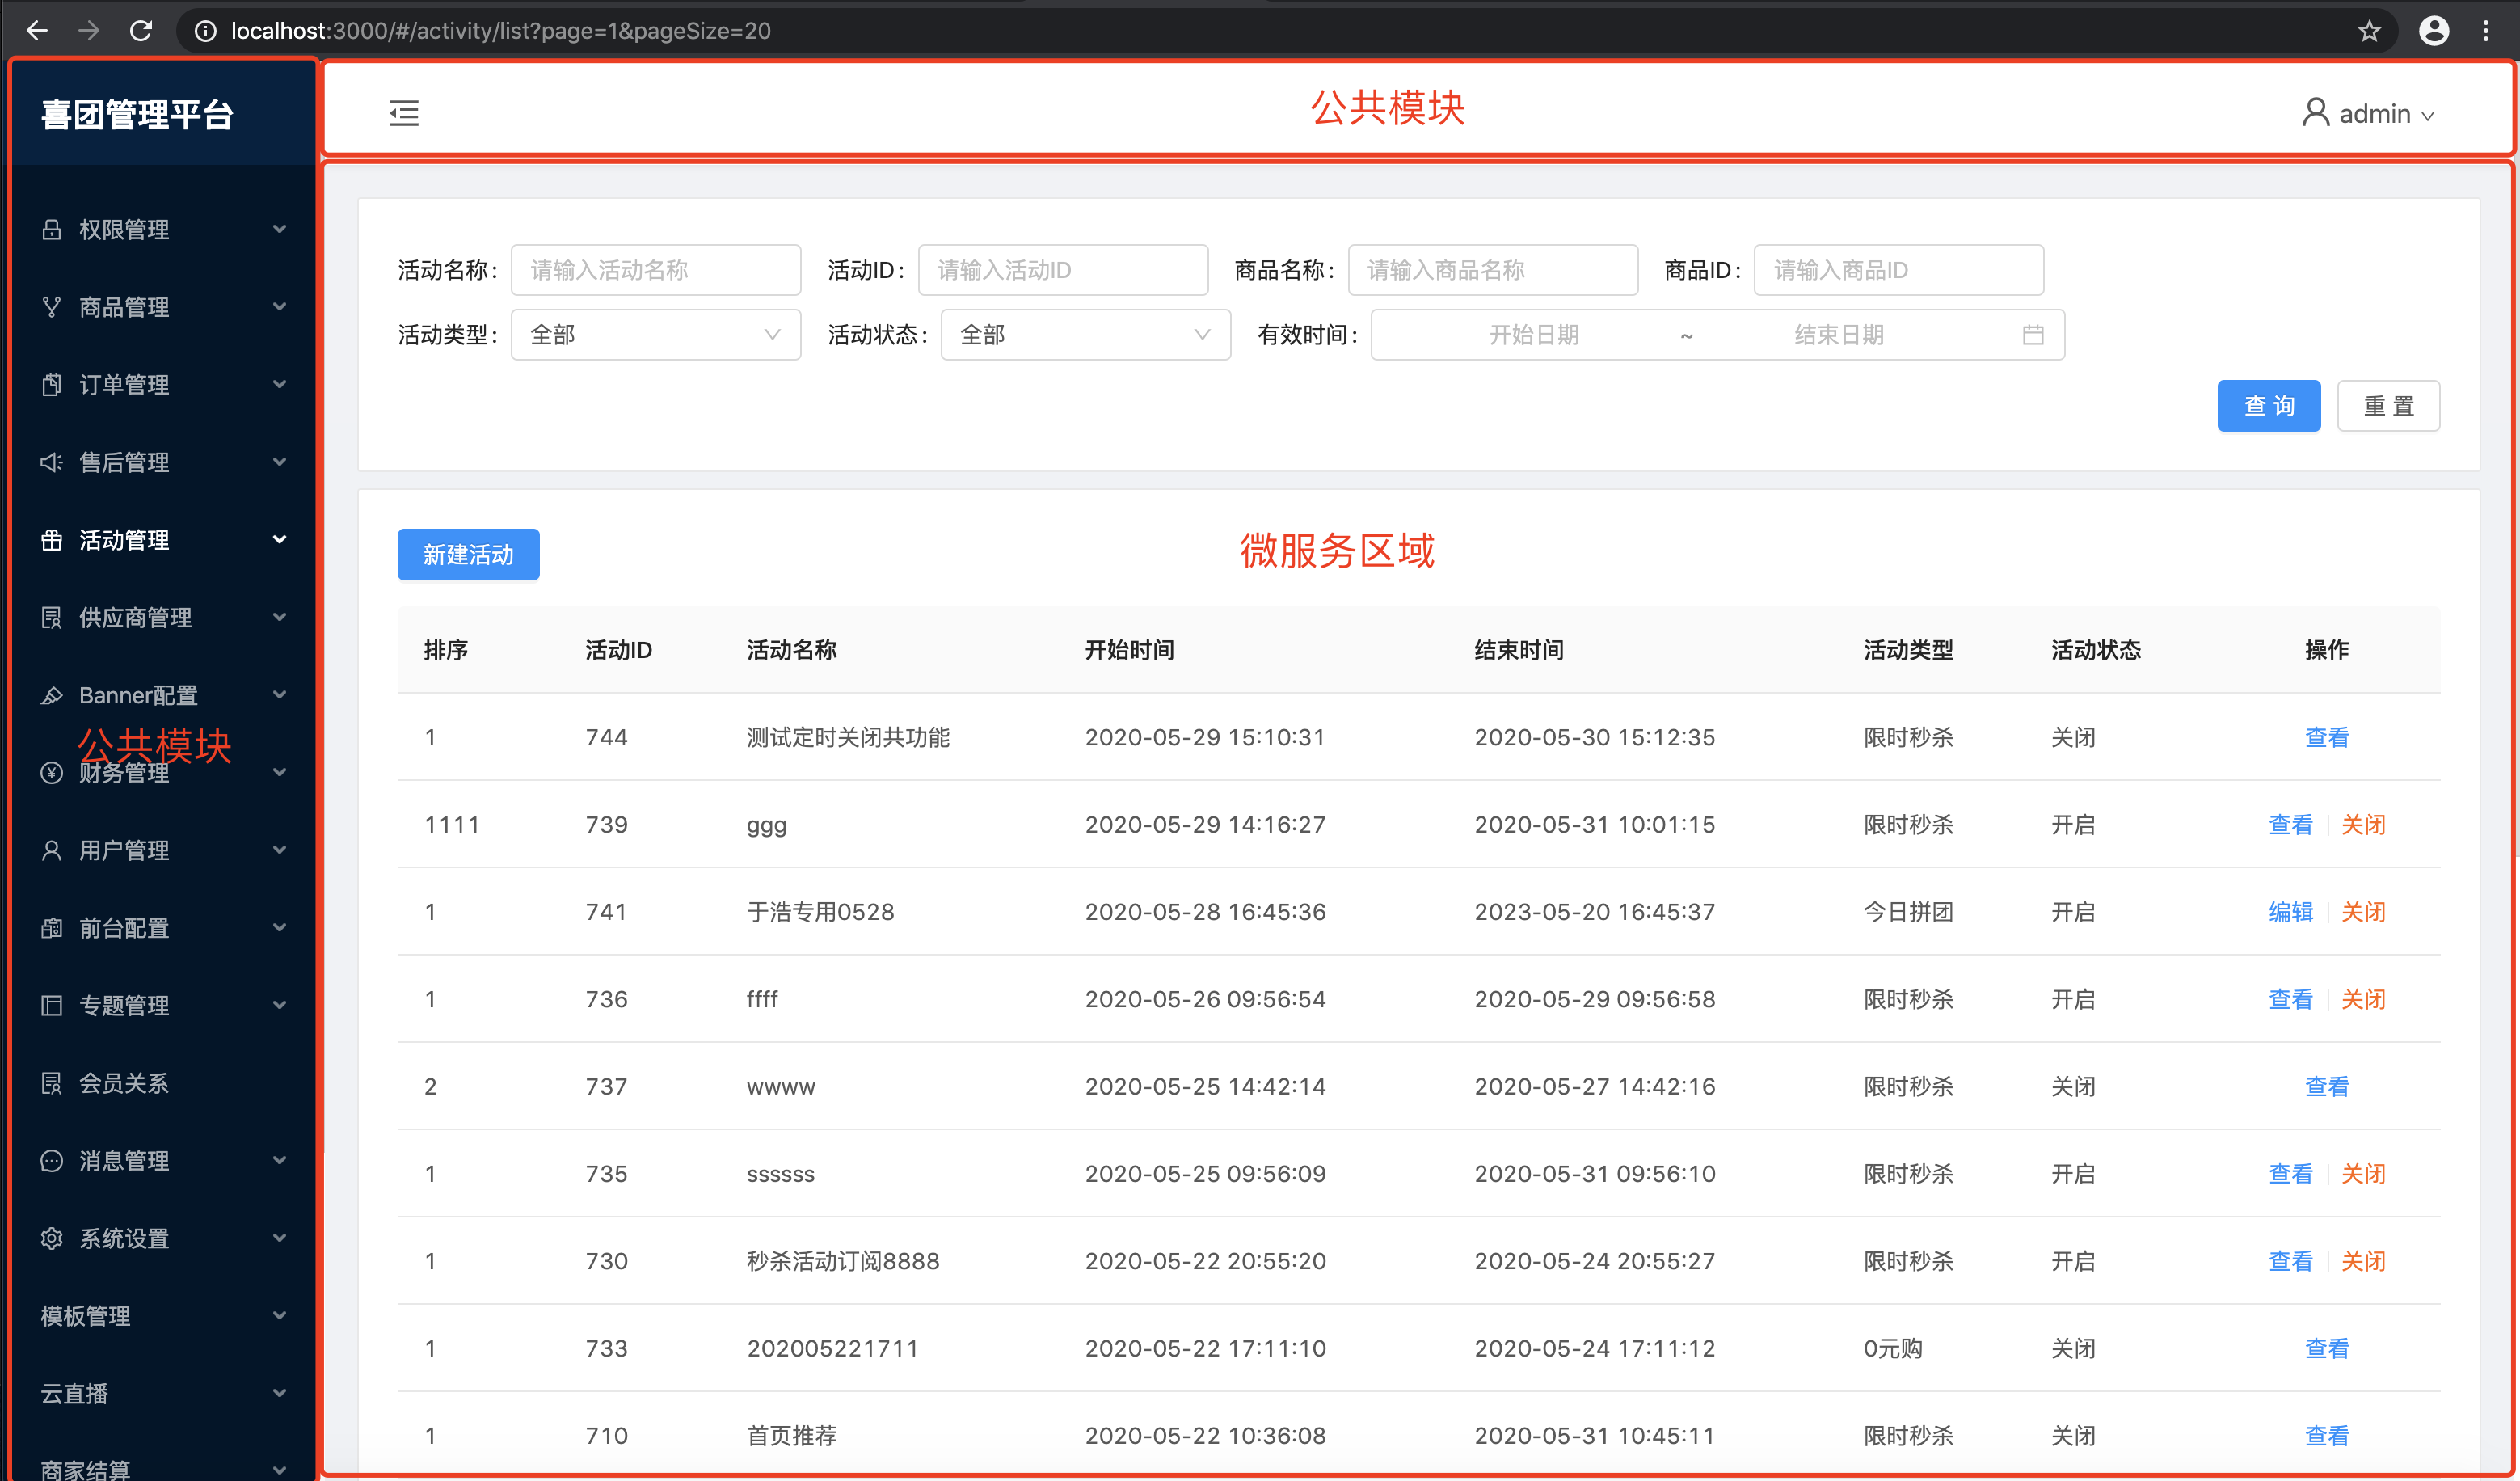 localhost:3000/#/activity/list?page=1&pageSize=20
喜团管理平台
公共模块
admin
权限管理
商品管理
订单管理
售后管理
活动管理
供应商管理
Banner配置
公共模块
财务管理
用户管理
前台配置
专题管理
会员关系
消息管理
系统设置
模板管理
云直播
商家结算
活动名称: 请输入活动名称 活动ID: 请输入活动ID 商品名称: 请输入商品名称 商品ID: 请输入商品ID
活动类型: 全部 活动状态: 全部 有效时间: 开始日期 ~ 结束日期
查 询 重 置
新建活动
微服务区域
排序 活动ID 活动名称 开始时间 结束时间 活动类型 活动状态 操作
1 744 测试定时关闭共功能 2020-05-29 15:10:31 2020-05-30 15:12:35 限时秒杀 关闭 查看
1111 739 ggg 2020-05-29 14:16:27 2020-05-31 10:01:15 限时秒杀 开启 查看 关闭
1 741 于浩专用0528 2020-05-28 16:45:36 2023-05-20 16:45:37 今日拼团 开启 编辑 关闭
1 736 ffff 2020-05-26 09:56:54 2020-05-29 09:56:58 限时秒杀 开启 查看 关闭
2 737 wwww 2020-05-25 14:42:14 2020-05-27 14:42:16 限时秒杀 关闭 查看
1 735 sssssss 2020-05-25 09:56:09 2020-05-31 09:56:10 限时秒杀 开启 查看 关闭
1 730 秒杀活动订阅8888 2020-05-22 20:55:20 2020-05-24 20:55:27 限时秒杀 开启 查看 关闭
1 733 202005221711 2020-05-22 17:11:10 2020-05-24 17:11:12 0元购 关闭 查看
1 710 首页推荐 2020-05-22 10:36:08 2020-05-31 10:45:11 限时秒杀 关闭 查看